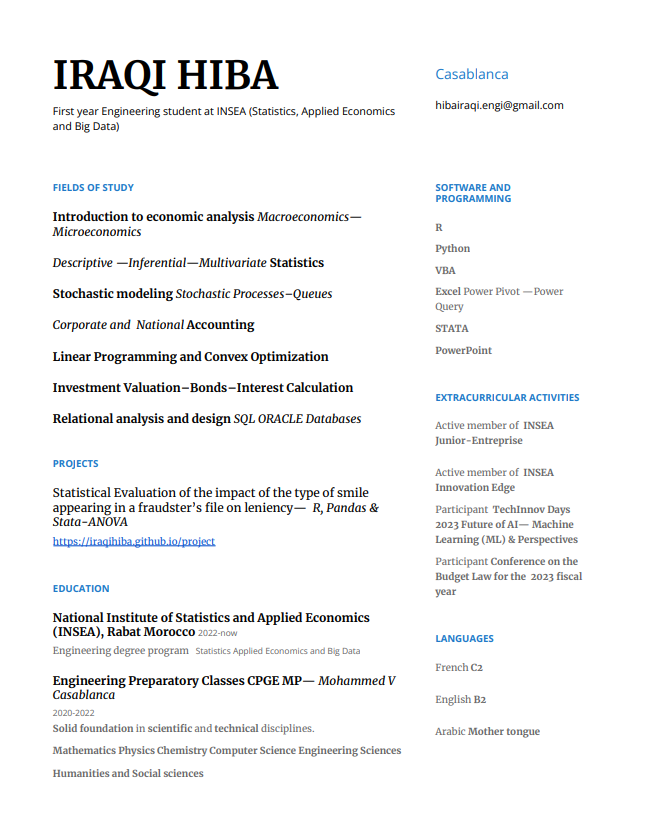 IRAQI HIBA
First year Engineering student at INSEA (Statistics, Applied Economics
and Big Data)
Casablanca
hibairaqi.engi@gmail.com
FIELDS OF STUDY
Introduction to economic analysis Macroeconomics—
Microeconomics
Descriptive —Inferential—Multivariate Statistics
Stochastic modeling Stochastic Processes–Queues
Corporate and National Accounting
Linear Programming and Convex Optimization
Investment Valuation–Bonds–Interest Calculation
Relational analysis and design SQL ORACLE Databases
PROJECTS
Statistical Evaluation of the impact of the type of smile
appearing in a fraudster's file on leniency— R, Pandas &
Stata-ANOVA
https://iraqihiba.github.io/project
EDUCATION
National Institute of Statistics and Applied Economics
(INSEA), Rabat Morocco 2022-now
Engineering degree program Statistics Applied Economics and Big Data
Engineering Preparatory Classes CPGE MP— Mohammed V
Casablanca
2020-2022
Solid foundation in scientific and technical disciplines.
Mathematics Physics Chemistry Computer Science Engineering Sciences
Humanities and Social sciences
SOFTWARE AND
PROGRAMMING
R
Python
VBA
Excel Power Pivot —Power
Query
STATA
PowerPoint
EXTRACURRICULAR ACTIVITIES
Active member of INSEA
Junior-Entreprise
Active member of INSEA
Innovation Edge
Participant TechInnov Days
2023 Future of AI— Machine
Learning (ML) & Perspectives
Participant Conference on the
Budget Law for the 2023 fiscal
year
LANGUAGES
French C2
English B2
Arabic Mother tongue